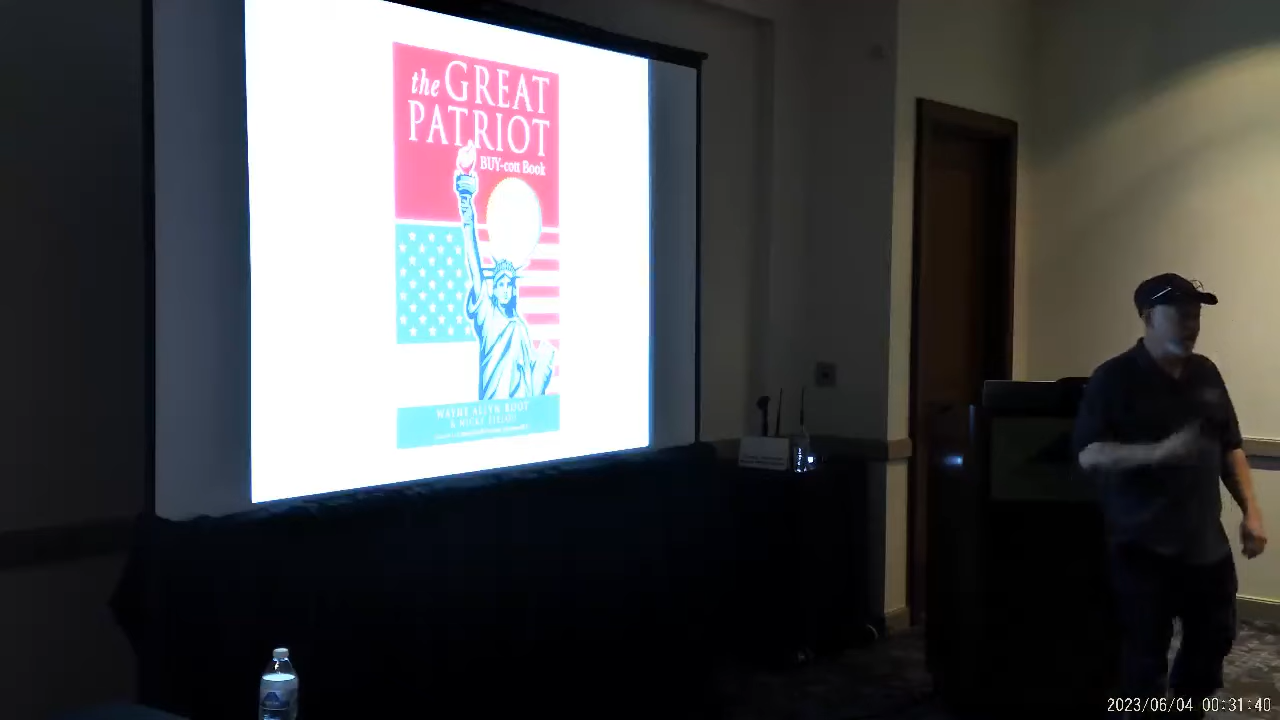 the GREAT
PATRIOT
BUY-cott Book
WAYNE ALLYN ROOT
2023/06/04 00:31:40